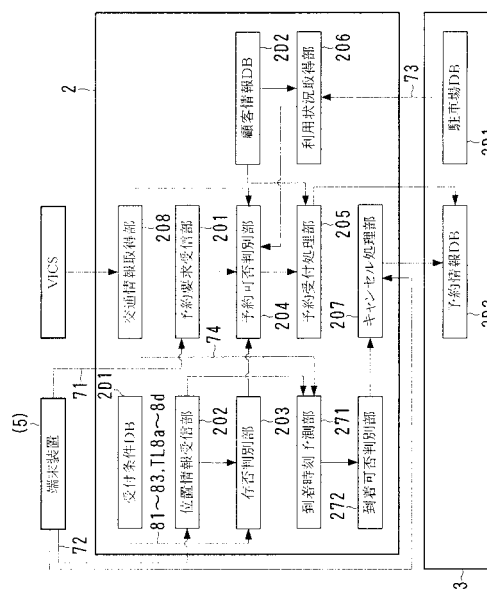 (5)
端末装置
VICS
72
71
2
2D1
受付条件DB
交通情報取得部
208
81～83,TL,8a～8d
位置情報受信部
202
予約要求受信部
201
顧客情報DB
2D2
存否判別部
203
予約可否判別部
204
利用状況取得部
206
74
到着時刻予測部
271
予約受付処理部
205
272
到着可否判別部
207
キャンセル処理部
73
3
予約情報DB
3D2
駐車場DB
3D1